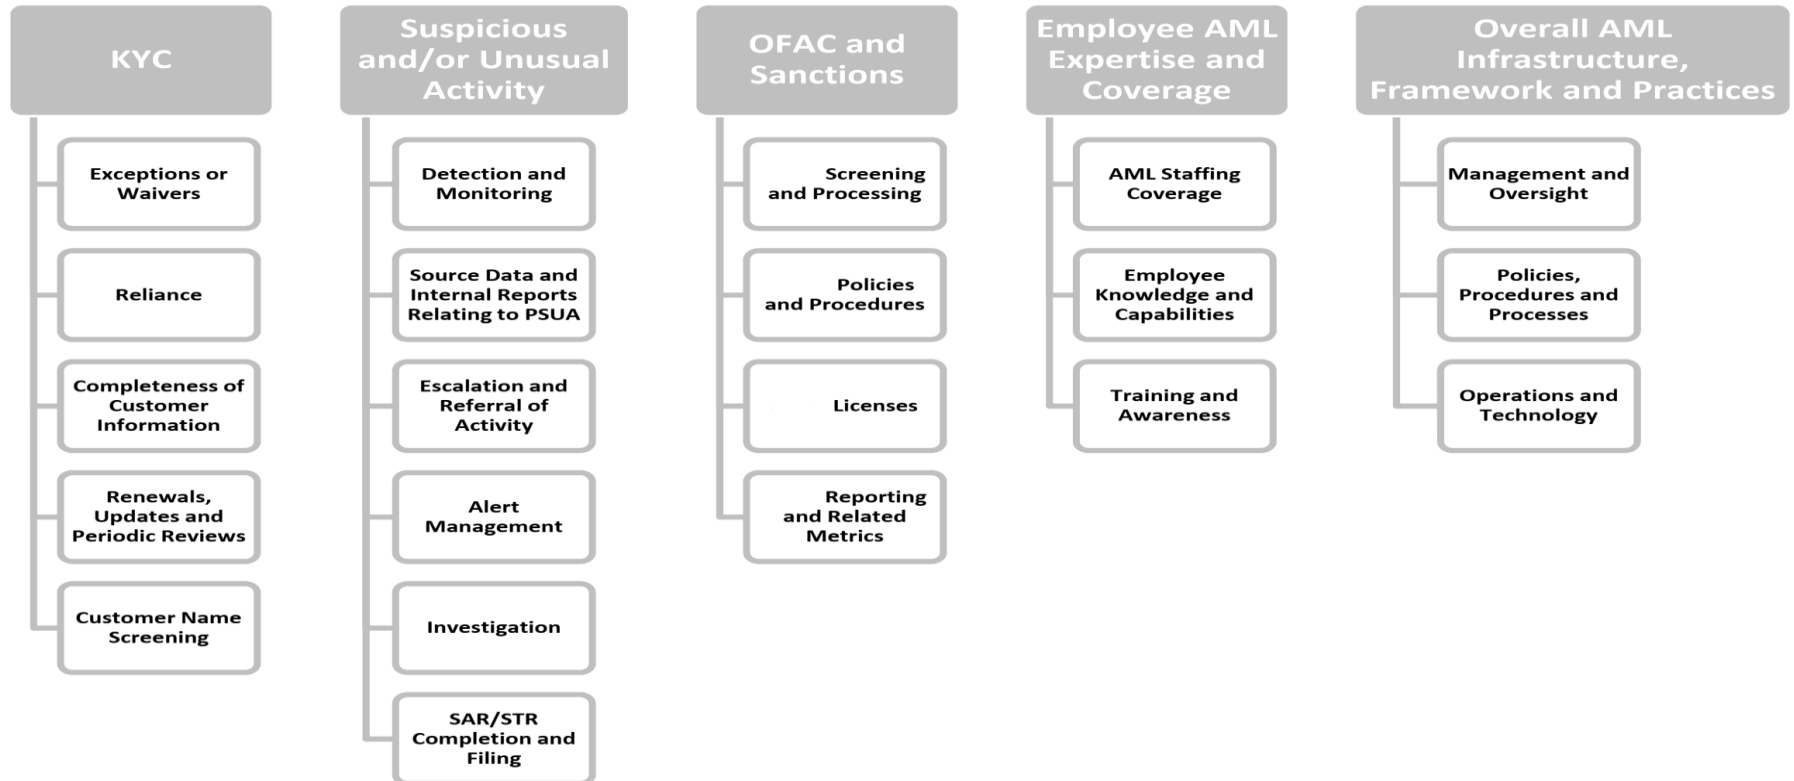 KYC
Exceptions or
Waivers
Reliance
Completeness of
Customer
Information
Renewals,
Updates and
Periodic Reviews
Customer Name
Screening
Suspicious
and/or Unusual
Activity
Detection and
Monitoring
Source Data and
Internal Reports
Relating to PSUA
Escalation and
Referral of
Activity
Alert
Management
Investigation
SAR/STR
Completion and
Filing
OFAC and
Sanctions
Screening
and Processing
Policies
and Procedures
Licenses
Reporting
and Related
Metrics
Employee AML
Expertise and
Coverage
AML Staffing
Coverage
Employee
Knowledge and
Capabilities
Training and
Awareness
Overall AML
Infrastructure,
Framework and Practices
Management and
Oversight
Policies,
Procedures and
Processes
Operations and
Technology